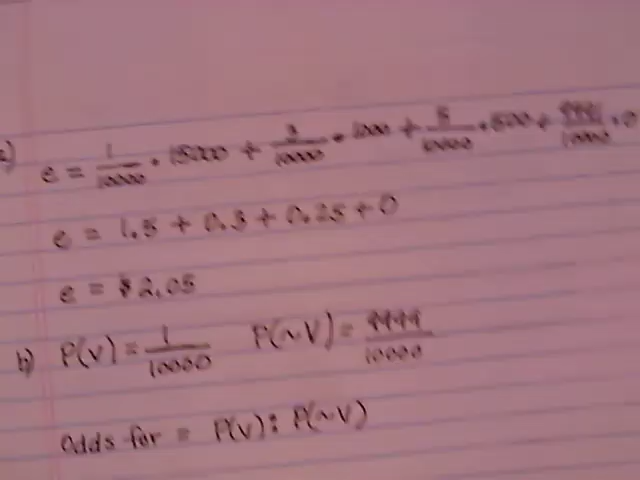 a) e = 1/10000 • 15000 + 3/10000 • 1000 + 5/10000 • 500 + 9991/10000 • 0
e = 1.5 + 0.3 + 0.25 + 0
e = $2.05
b) P(V) = 1/10000 P(~V) = 9999/10000
Odds for = P(V) : P(~V)